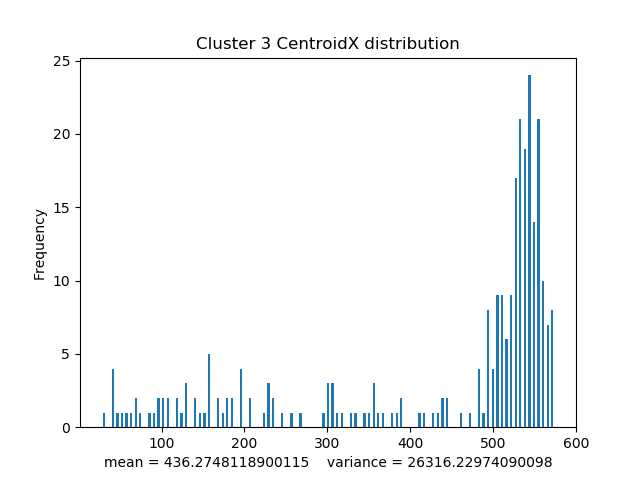 Cluster 3 CentroidX distribution
25
20
15
10
5
0
Frequency
100 200 300 400 500 600
mean = 436.2748118900115 variance = 26316.22974090098